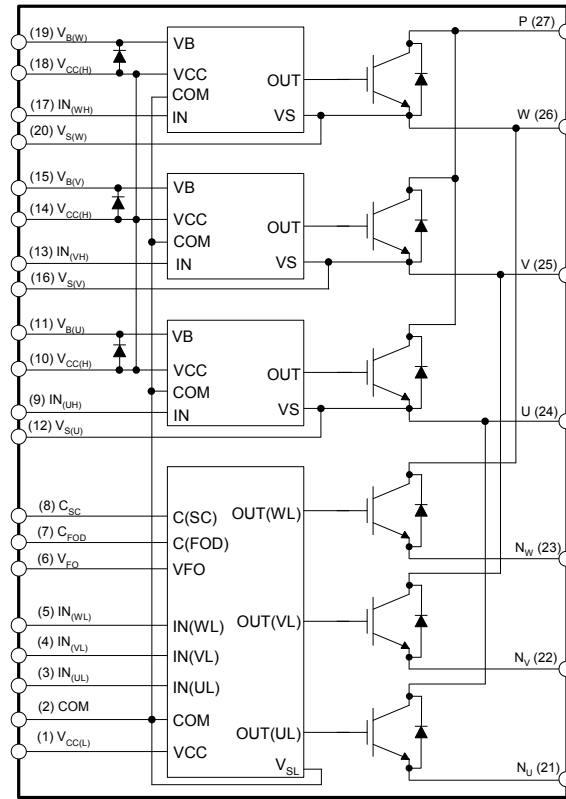 (19) VB(W)
(18) VCC(H)
(17) IN(WH)
(20) VS(W)
VB
VCC
COM
IN
OUT
VS
P (27)
W (26)
(15) VB(V)
(14) VCC(H)
(13) IN(VH)
(16) VS(V)
VB
VCC
COM
IN
OUT
VS
V (25)
(11) VB(U)
(10) VCC(H)
(9) IN(UH)
(12) VS(U)
VB
VCC
COM
IN
OUT
VS
U (24)
(8) CSC
(7) CFOD
(6) VFO
(5) IN(WL)
(4) IN(VL)
(3) IN(UL)
(2) COM
(1) VCC(L)
C(SC)
C(FOD)
VFO
IN(WL)
IN(VL)
IN(UL)
COM
VCC
OUT(WL)
OUT(VL)
OUT(UL)
VSL
NW (23)
NV (22)
NU (21)